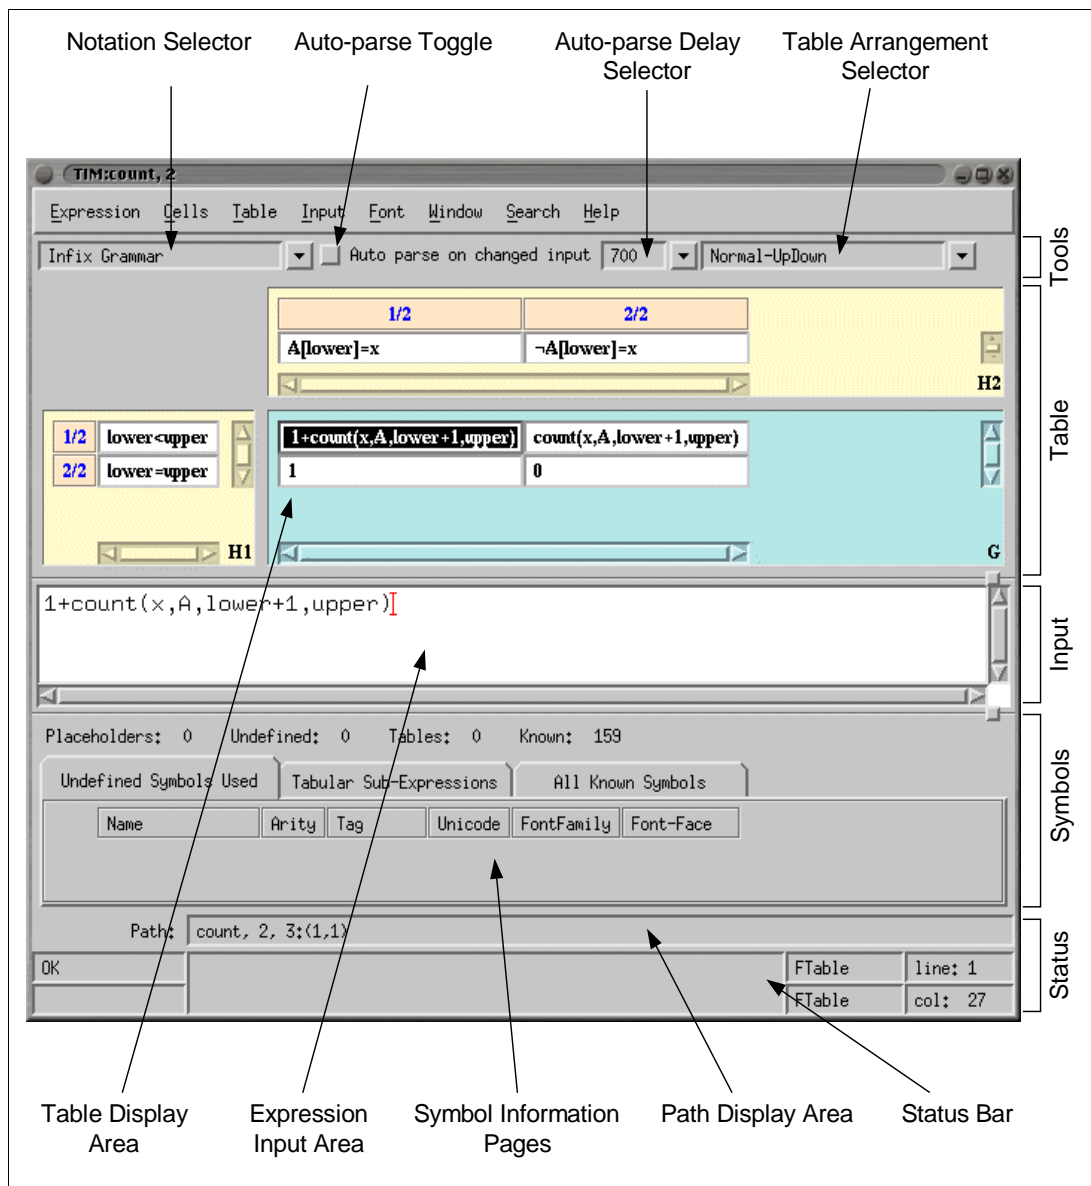 Notation Selector
Auto-parse Toggle
Auto-parse Delay
Selector
Table Arrangement
Selector
TIM:count, 2
Expression Cells Table Input Font Window Search Help
Infix Grammar
Auto parse on changed input
700
Normal-UpDown
Tools
1/2 2/2
A[lower]=x ¬A[lower]=x
H2
1/2 lower<upper
2/2 lower=upper
H1
1+count(x,A,lower+1,upper) count(x,A,lower+1,upper)
1 0
G
Table
1+count(x,A,lower+1,upper)
Input
Placeholders: 0 Undefined: 0 Tables: 0 Known: 159
Undefined Symbols Used
Tabular Sub-Expressions
All Known Symbols
Name Arity Tag Unicode FontFamily Font-Face
Symbols
Path: count, 2, 3:(1,1)
OK FTable line: 1
FTable col: 27
Status
Table Display
Area
Expression
Input Area
Symbol Information
Pages
Path Display Area
Status Bar